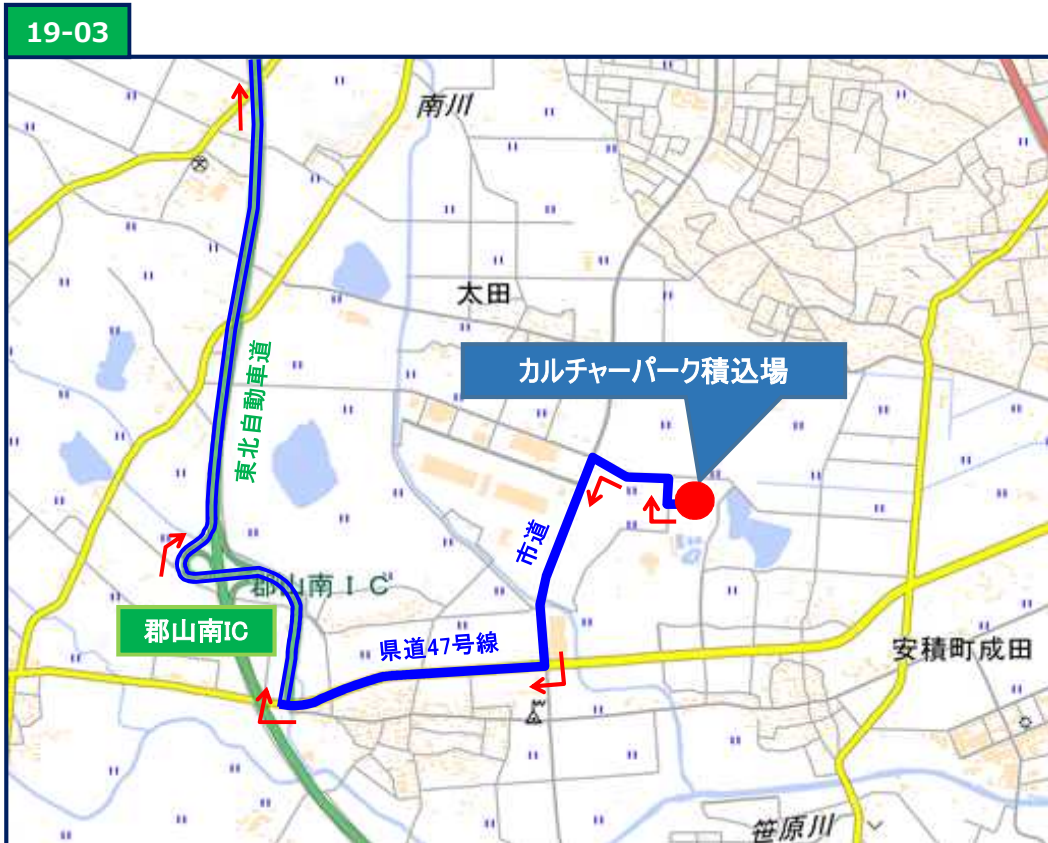 19-03
南川
太田
カルチャーパーク積込場
東北自動車道
市道
郡山南IC
郡山南IC
県道47号線
安積町成田
笹原川